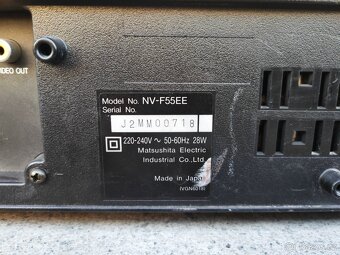 VIDEO OUT
Model No. NV-F55EE
Serial No.
J2MM00718
220-240V ~ 50-60Hz 28W
Matsushita Electric
Industrial Co., Ltd.
Made in Japan